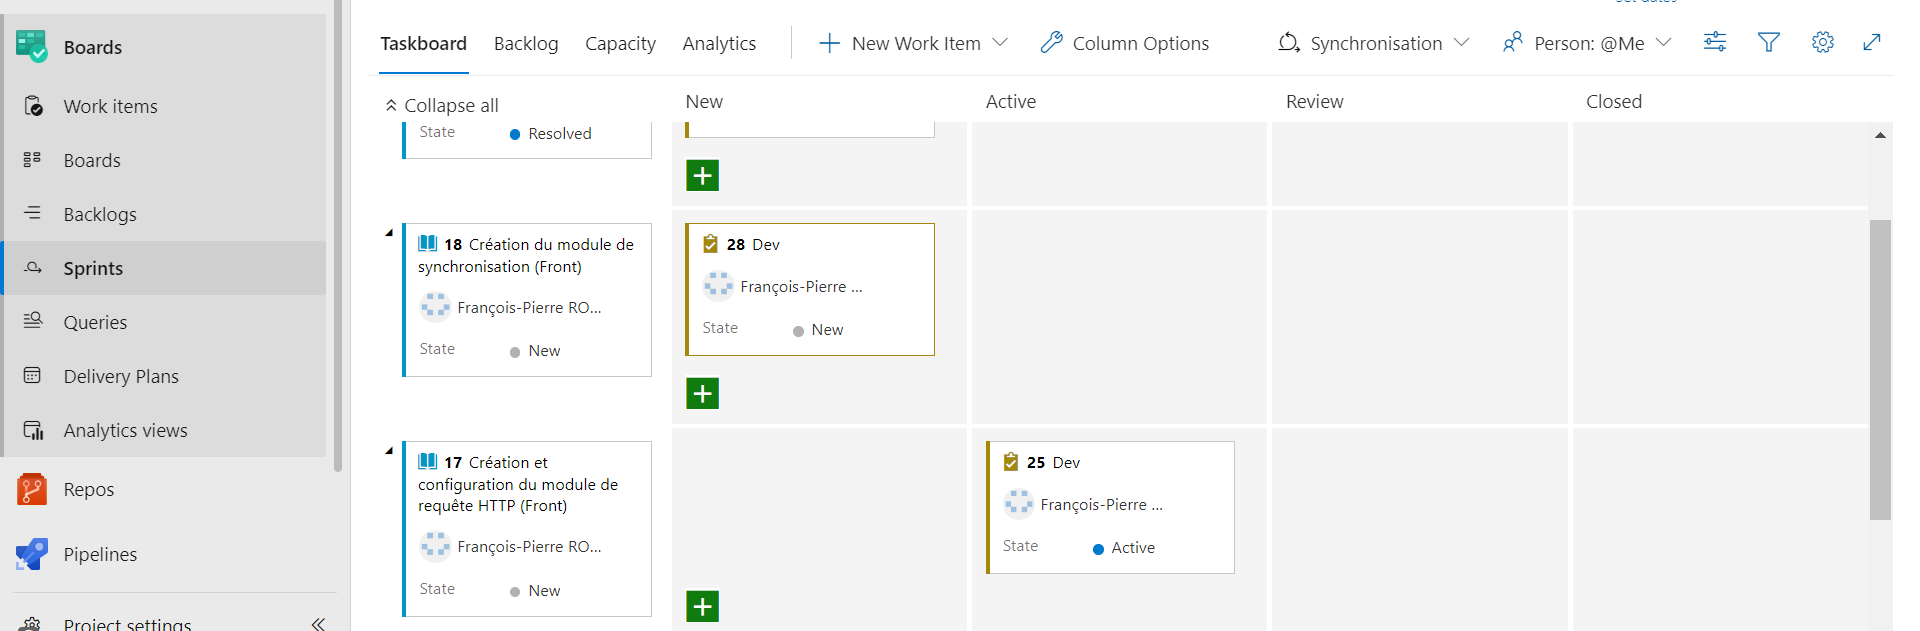 Boards
Work items
Boards
Backlogs
Sprints
Queries
Delivery Plans
Analytics views
Repos
Pipelines
Project settings
Taskboard
Backlog
Capacity
Analytics
New Work Item
Column Options
Synchronisation
Person: @Me
Collapse all
New
Active
Review
Closed
State
Resolved
18 Création du module de
synchronisation (Front)
François-Pierre RO...
State
New
28 Dev
François-Pierre ...
State
New
17 Création et
configuration du module de
requête HTTP (Front)
François-Pierre RO...
State
New
25 Dev
François-Pierre ...
State
Active